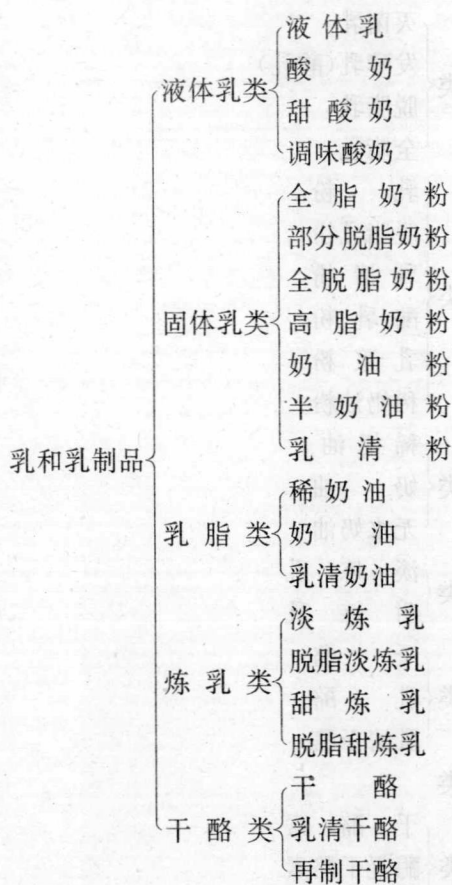 乳和乳制品
液体乳类
液体乳
酸奶
甜酸奶
调味酸奶
固体乳类
全脂奶粉
部分脱脂奶粉
全脱脂奶粉
高脂奶粉
奶油粉
半奶油粉
乳清粉
乳脂类
稀奶油
奶油
乳清奶油
炼乳类
淡炼乳
脱脂淡炼乳
甜炼乳
脱脂甜炼乳
干酪类
干酪
乳清干酪
再制干酪